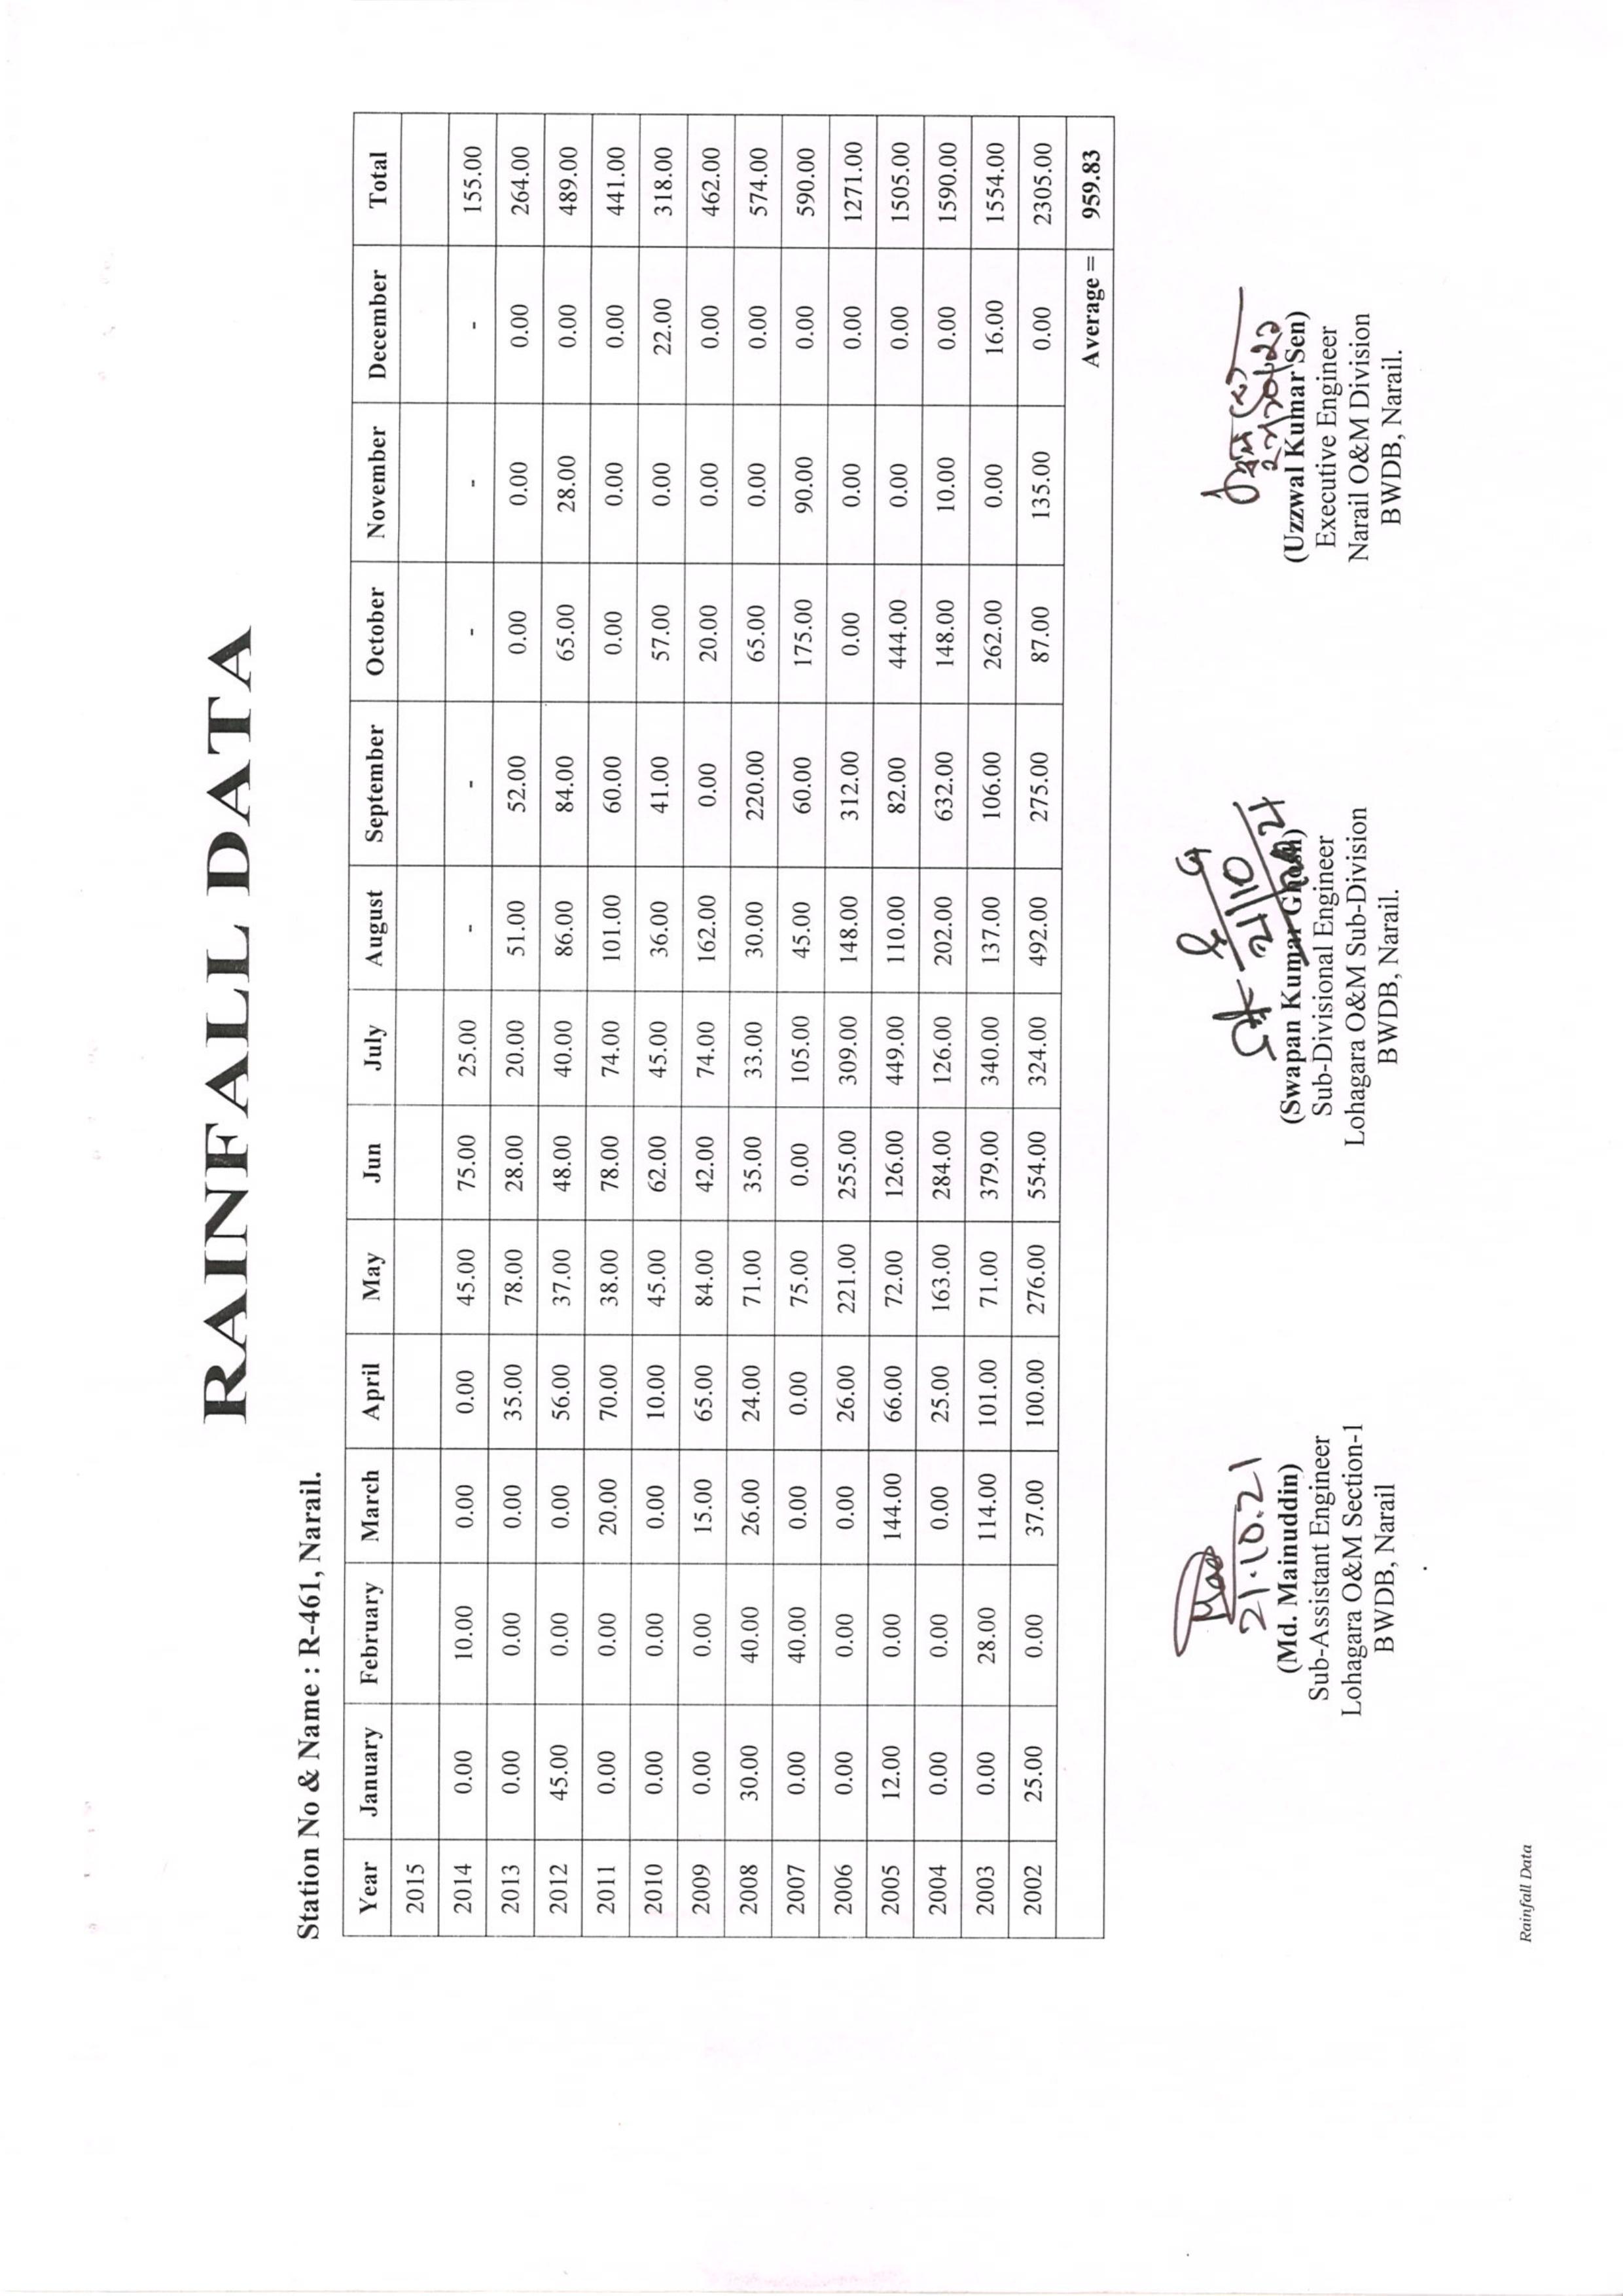 RAINFALL DATA
Station No & Name : R-461, Narail.
Year January February March April May Jun July August September October November December Total
2015
2014 0.00 10.00 0.00 0.00 45.00 75.00 25.00 - - - - - 155.00
2013 0.00 0.00 0.00 35.00 78.00 28.00 20.00 51.00 52.00 0.00 0.00 0.00 264.00
2012 45.00 0.00 0.00 56.00 37.00 48.00 40.00 86.00 84.00 65.00 28.00 0.00 489.00
2011 0.00 0.00 20.00 70.00 38.00 78.00 74.00 101.00 60.00 0.00 0.00 0.00 441.00
2010 0.00 0.00 0.00 10.00 45.00 62.00 45.00 36.00 41.00 57.00 0.00 22.00 318.00
2009 0.00 0.00 15.00 65.00 84.00 42.00 74.00 162.00 0.00 20.00 0.00 0.00 462.00
2008 30.00 40.00 26.00 24.00 71.00 35.00 33.00 30.00 220.00 65.00 0.00 0.00 574.00
2007 0.00 40.00 0.00 0.00 75.00 0.00 105.00 45.00 60.00 175.00 90.00 0.00 590.00
2006 0.00 0.00 0.00 26.00 221.00 255.00 309.00 148.00 312.00 0.00 0.00 0.00 1271.00
2005 12.00 0.00 144.00 66.00 72.00 126.00 449.00 110.00 82.00 444.00 0.00 0.00 1505.00
2004 0.00 0.00 0.00 25.00 163.00 284.00 126.00 202.00 632.00 148.00 10.00 0.00 1590.00
2003 0.00 28.00 114.00 101.00 71.00 379.00 340.00 137.00 106.00 262.00 0.00 16.00 1554.00
2002 25.00 0.00 37.00 100.00 276.00 554.00 324.00 492.00 275.00 87.00 135.00 0.00 2305.00
Average = 959.83
21.10.21
(Md. Mainuddin)
Sub-Assistant Engineer
Lohagara O&M Section-1
BWDB, Narail
(Swapan Kumar Ghosh)
Sub-Divisional Engineer
Lohagara O&M Sub-Division
BWDB, Narail.
(Uzzwal Kumar Sen)
Executive Engineer
Narail O&M Division
BWDB, Narail.
Rainfall Data